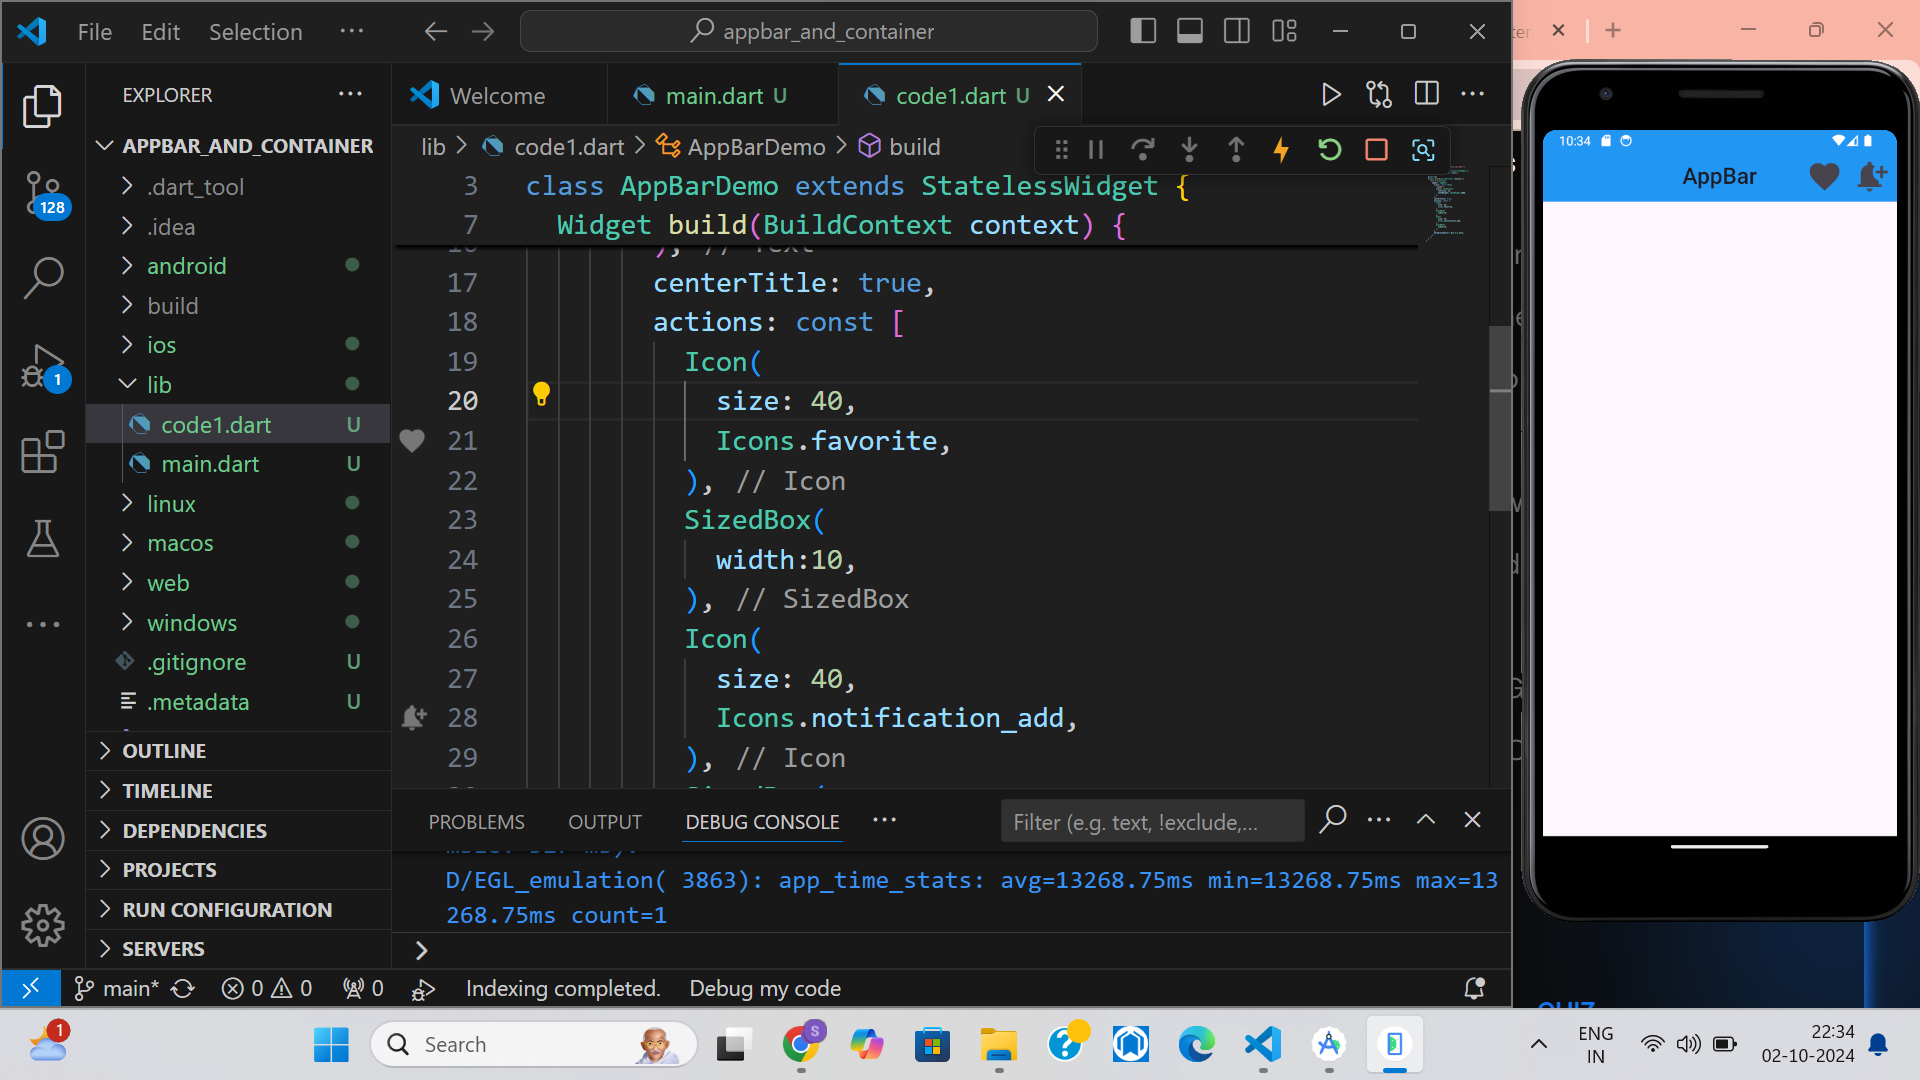 File Edit Selection ···
appbar_and_container
EXPLORER
APPBAR_AND_CONTAINER
.dart_tool
.idea
android
build
ios
lib
code1.dart U
main.dart U
linux
macos
web
windows
.gitignore U
.metadata U
OUTLINE
TIMELINE
DEPENDENCIES
PROJECTS
RUN CONFIGURATION
SERVERS
128
1
Welcome
main.dart U
code1.dart U
lib > code1.dart > AppBarDemo > build
3 class AppBarDemo extends StatelessWidget {
7 Widget build(BuildContext context) {
16 ), // Text
17 centerTitle: true,
18 actions: const [
19 Icon(
20 size: 40,
21 Icons.favorite,
22 ), // Icon
23 SizedBox(
24 width:10,
25 ), // SizedBox
26 Icon(
27 size: 40,
28 Icons.notification_add,
29 ), // Icon
PROBLEMS OUTPUT DEBUG CONSOLE ···
Filter (e.g. text, !exclude,...
D/EGL_emulation( 3863): app_time_stats: avg=13268.75ms min=13268.75ms max=13
268.75ms count=1
main* 0 0 0 Indexing completed. Debug my code
10:34
AppBar
QUIZ
1
Search
S
ENG
IN
22:34
02-10-2024